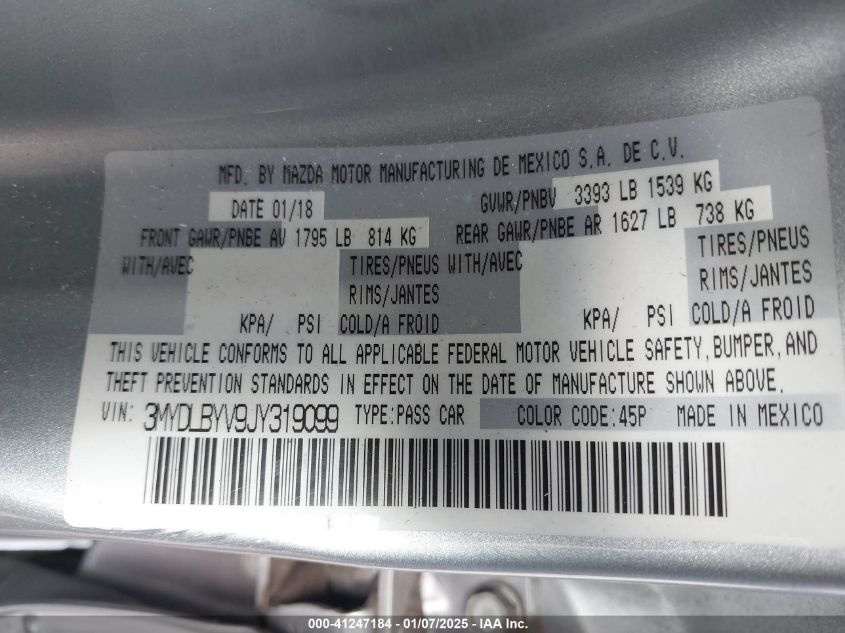 MFD. BY MAZDA MOTOR MANUFACTURING DE MEXICO S.A. DE C.V.
DATE 01/18 GVWR/PNBV 3393 LB 1539 KG
FRONT GAWR/PNBE AV 1795 LB 814 KG REAR GAWR/PNBE AR 1627 LB 738 KG
WITH/AVEC TIRES/PNEUS WITH/AVEC TIRES/PNEUS
RIMS/JANTES RIMS/JANTES
KPA/ PSI COLD/A FROID KPA/ PSI COLD/A FROID
THIS VEHICLE CONFORMS TO ALL APPLICABLE FEDERAL MOTOR VEHICLE SAFETY, BUMPER, AND
THEFT PREVENTION STANDARDS IN EFFECT ON THE DATE OF MANUFACTURE SHOWN ABOVE.
VIN: 3MYDLBYV9JY319099 TYPE:PASS CAR COLOR CODE:45P MADE IN MEXICO
000-41247184 - 01/07/2025 - IAA Inc.